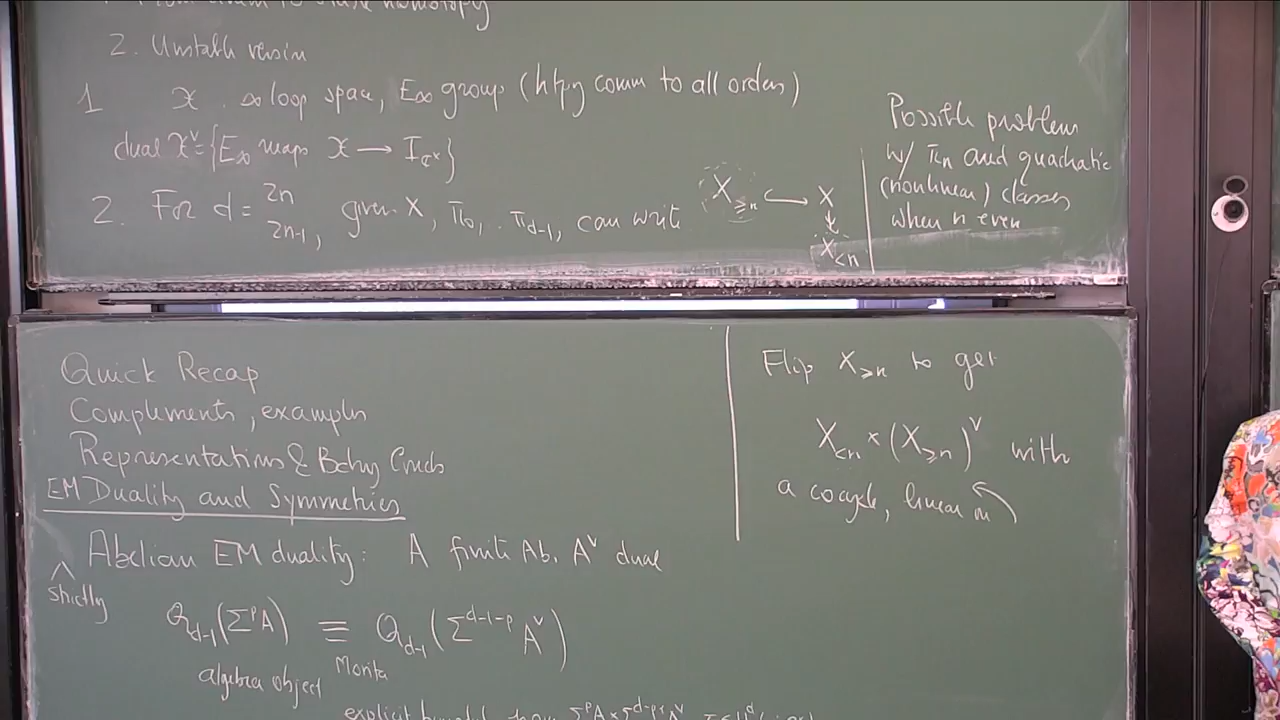 2. Unstable version
1 𝒳 ∞ loop space, E∞ group (htpy comm to all orders)
dual 𝒳^∨ = {E∞ maps 𝒳 → I_{ℂ^×}}
2. For d = 2n
2n-1, given X, π_0, .. π_{d-1}, can write X_{≥n} ↪ X
↓
X_{<n}
Possible problem
w/ π_n and quadratic
(nonlinear) classes
when n even
Quick Recap
Complements, examples
Representations & Bdry Conds
EM Duality and Symmetries
Abelian EM duality: A finite Ab. A^∨ dual
^
strictly
Q_{d-1}(Σ^p A) ≡ Q_{d-1}(Σ^{d-1-p} A^∨)
algebra object Morita
Flip X_{≥n} to get
X_{<n} × (X_{≥n})^∨ with
a cocycle, linear in